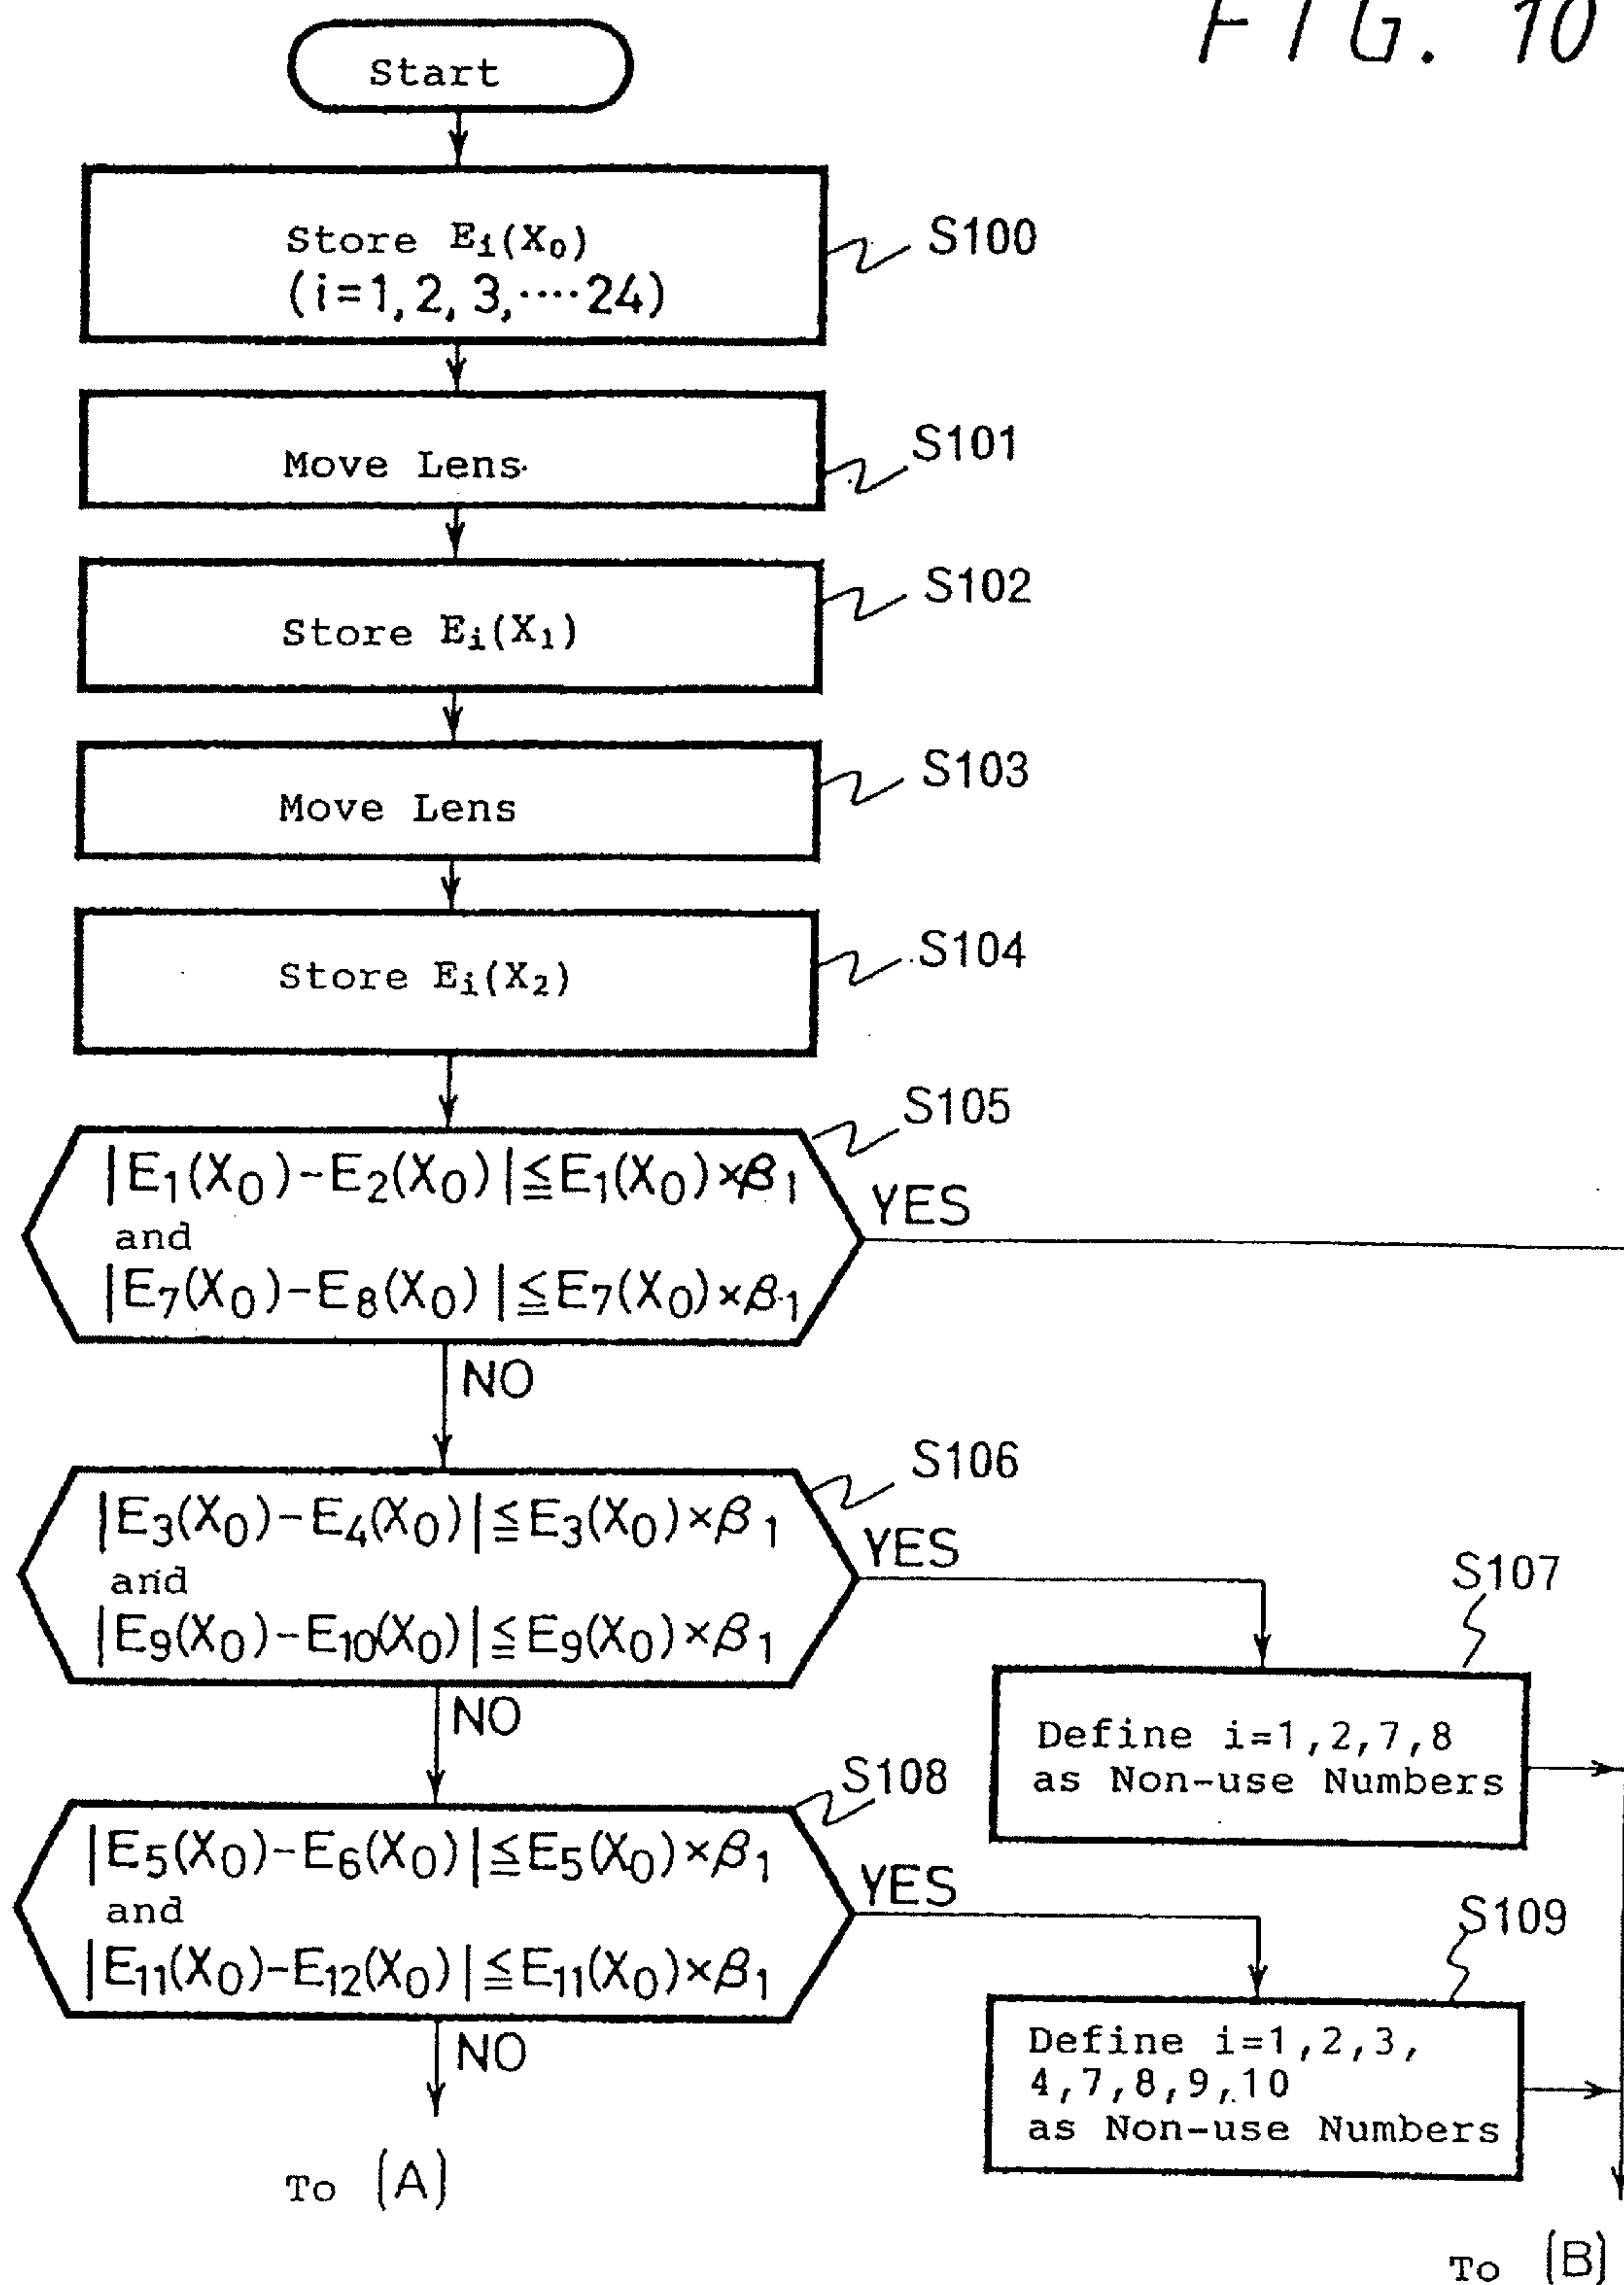 FIG. 10
Start
Store Ei(X0)
(i=1, 2, 3, ····24)
S100
Move Lens
S101
Store Ei(X1)
S102
Move Lens
S103
Store Ei(X2)
S104
S105
|E1(X0)-E2(X0)|≦E1(X0)×β1
and
|E7(X0)-E8(X0)|≦E7(X0)×β1
YES
NO
S106
|E3(X0)-E4(X0)|≦E3(X0)×β1
and
|E9(X0)-E10(X0)|≦E9(X0)×β1
YES
NO
S107
Define i=1,2,7,8
as Non-use Numbers
S108
|E5(X0)-E6(X0)|≦E5(X0)×β1
and
|E11(X0)-E12(X0)|≦E11(X0)×β1
YES
NO
S109
Define i=1,2,3,
4,7,8,9,10
as Non-use Numbers
To (A)
To (B)